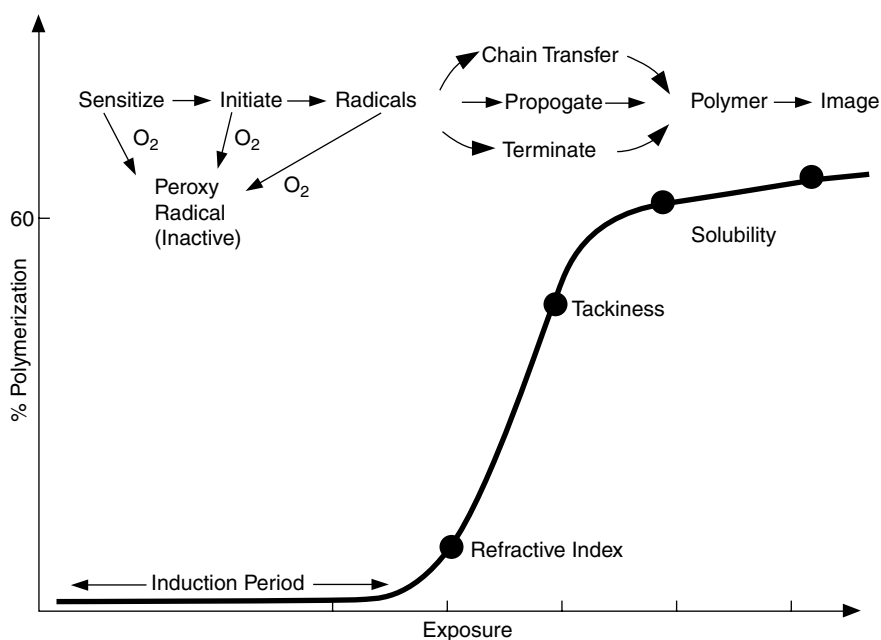 Chain Transfer
Sensitize Initiate Radicals Propogate Polymer Image
Terminate
O2 O2 O2
Peroxy
Radical
(Inactive)
60
Solubility
Tackiness
% Polymerization
Refractive Index
Induction Period
Exposure